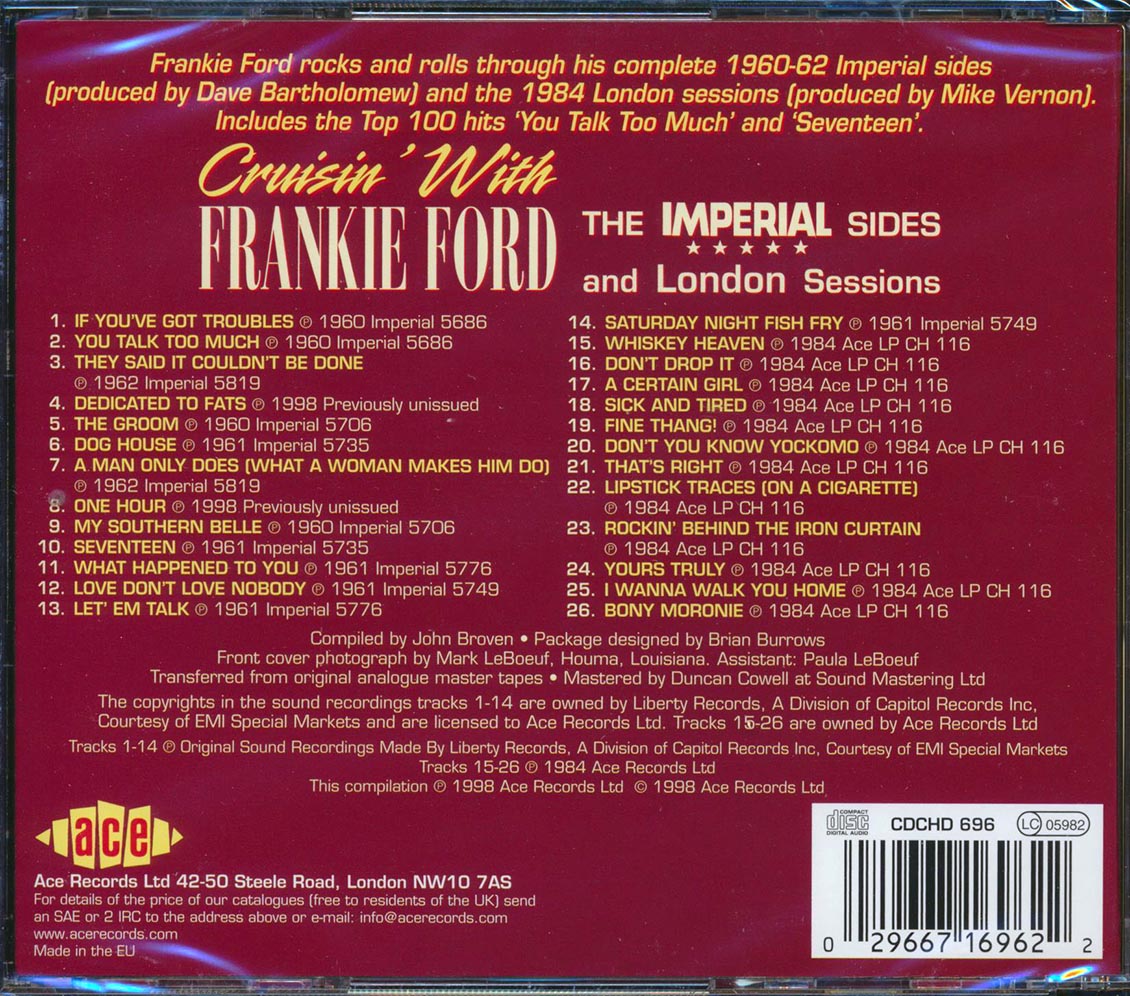 Frankie Ford rocks and rolls through his complete 1960-62 Imperial sides
(produced by Dave Bartholomew) and the 1984 London sessions (produced by Mike Vernon).
Includes the Top 100 hits ‘You Talk Too Much’ and ‘Seventeen’.
Cruisin’ With
FRANKIE FORD
THE IMPERIAL SIDES
and London Sessions
1. IF YOU’VE GOT TROUBLES ℗ 1960 Imperial 5686
2. YOU TALK TOO MUCH ℗ 1960 Imperial 5686
3. THEY SAID IT COULDN’T BE DONE
℗ 1962 Imperial 5819
4. DEDICATED TO FATS ℗ 1998 Previously unissued
5. THE GROOM ℗ 1960 Imperial 5706
6. DOG HOUSE ℗ 1961 Imperial 5735
7. A MAN ONLY DOES (WHAT A WOMAN MAKES HIM DO)
℗ 1962 Imperial 5819
8. ONE HOUR ℗ 1998 Previously unissued
9. MY SOUTHERN BELLE ℗ 1960 Imperial 5706
10. SEVENTEEN ℗ 1961 Imperial 5735
11. WHAT HAPPENED TO YOU ℗ 1961 Imperial 5776
12. LOVE DON’T LOVE NOBODY ℗ 1961 Imperial 5749
13. LET’ EM TALK ℗ 1961 Imperial 5776
14. SATURDAY NIGHT FISH FRY ℗ 1961 Imperial 5749
15. WHISKEY HEAVEN ℗ 1984 Ace LP CH 116
16. DON’T DROP IT ℗ 1984 Ace LP CH 116
17. A CERTAIN GIRL ℗ 1984 Ace LP CH 116
18. SICK AND TIRED ℗ 1984 Ace LP CH 116
19. FINE THANG! ℗ 1984 Ace LP CH 116
20. DON’T YOU KNOW YOCKOMO ℗ 1984 Ace LP CH 116
21. THAT’S RIGHT ℗ 1984 Ace LP CH 116
22. LIPSTICK TRACES (ON A CIGARETTE)
℗ 1984 Ace LP CH 116
23. ROCKIN’ BEHIND THE IRON CURTAIN
℗ 1984 Ace LP CH 116
24. YOURS TRULY ℗ 1984 Ace LP CH 116
25. I WANNA WALK YOU HOME ℗ 1984 Ace LP CH 116
26. BONY MORONIE ℗ 1984 Ace LP CH 116
Compiled by John Broven • Package designed by Brian Burrows
Front cover photograph by Mark LeBoeuf, Houma, Louisiana. Assistant: Paula LeBoeuf
Transferred from original analogue master tapes • Mastered by Duncan Cowell at Sound Mastering Ltd
The copyrights in the sound recordings tracks 1-14 are owned by Liberty Records, A Division of Capitol Records Inc,
Courtesy of EMI Special Markets and are licensed to Ace Records Ltd. Tracks 15-26 are owned by Ace Records Ltd
Tracks 1-14 ℗ Original Sound Recordings Made By Liberty Records, A Division of Capitol Records Inc, Courtesy of EMI Special Markets
Tracks 15-26 ℗ 1984 Ace Records Ltd
This compilation ℗ 1998 Ace Records Ltd © 1998 Ace Records Ltd
ace
Ace Records Ltd 42-50 Steele Road, London NW10 7AS
For details of the price of our catalogues (free to residents of the UK) send
an SAE or 2 IRC to the address above or e-mail: info@acerecords.com
www.acerecords.com
Made in the EU
COMPACT
disc
DIGITAL AUDIO
CDCHD 696
LC 05982
0 29667 16962 2